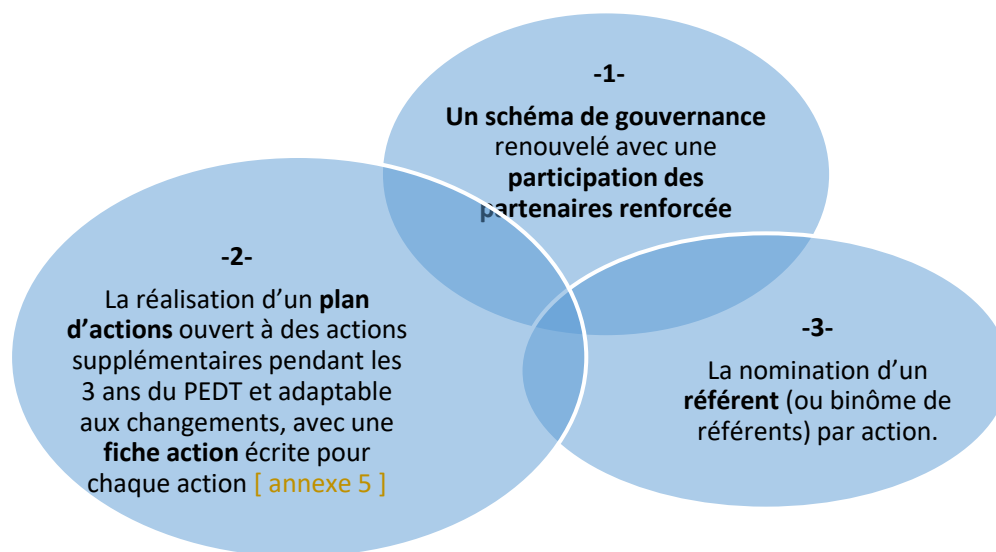 -1-
Un schéma de gouvernance
renouvelé avec une
participation des
partenaires renforcée
-2-
La réalisation d’un plan
d’actions ouvert à des actions
supplémentaires pendant les
3 ans du PEDT et adaptable
aux changements, avec une
fiche action écrite pour
chaque action [ annexe 5 ]
-3-
La nomination d’un
référent (ou binôme de
référents) par action.